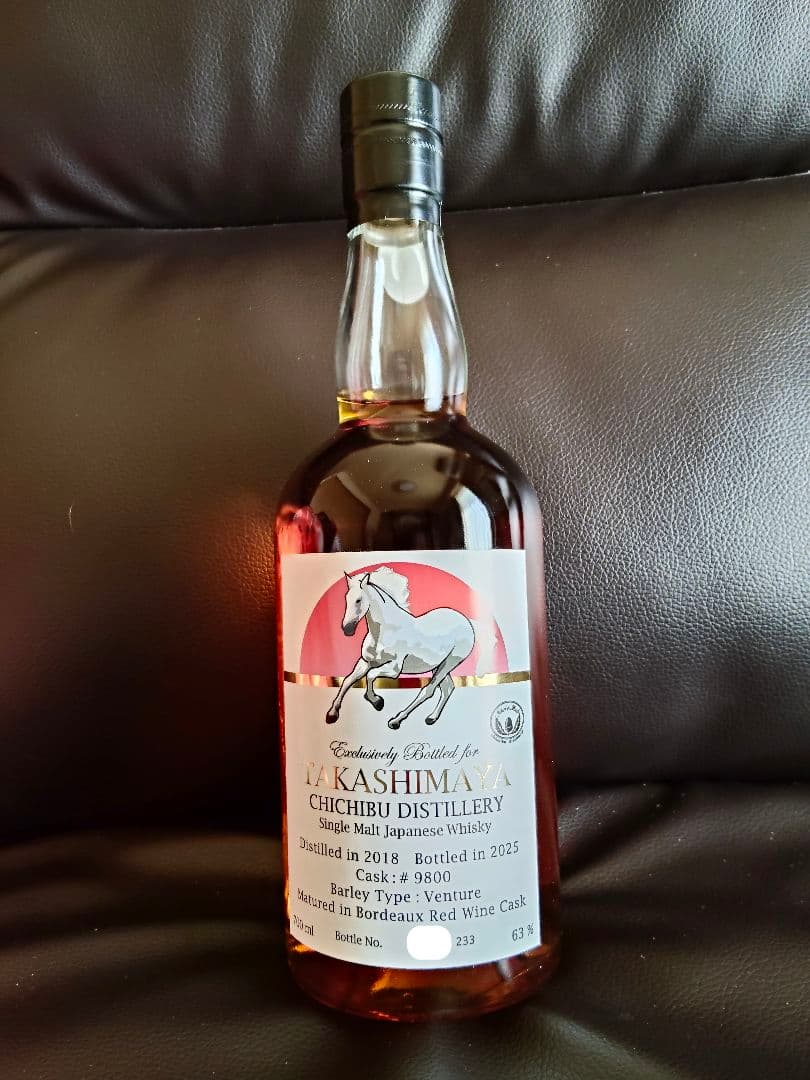 Exclusively Bottled for
TAKASHIMAYA
CHICHIBU DISTILLERY
Single Malt Japanese Whisky
Distilled in 2018 Bottled in 2025
Cask : # 9800
Barley Type : Venture
Matured in Bordeaux Red Wine Cask
700 ml Bottle No. 233 63 %